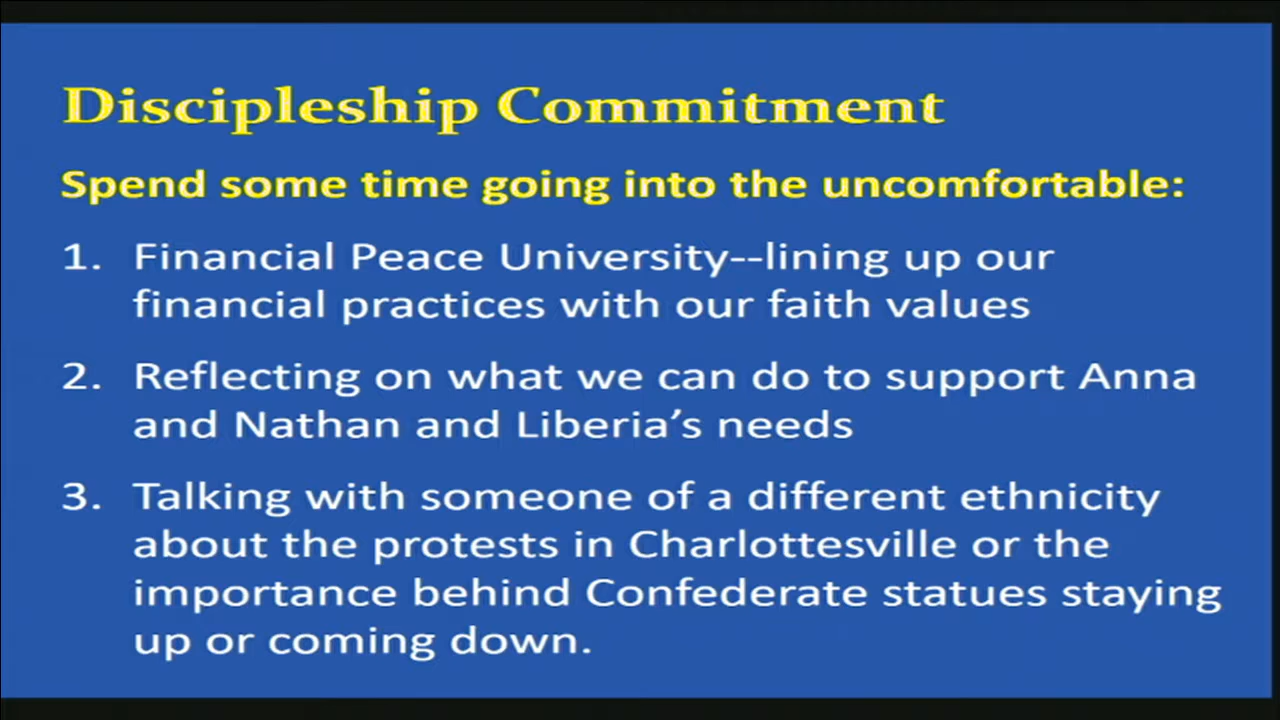 Discipleship Commitment
Spend some time going into the uncomfortable:
1. Financial Peace University--lining up our
financial practices with our faith values
2. Reflecting on what we can do to support Anna
and Nathan and Liberia’s needs
3. Talking with someone of a different ethnicity
about the protests in Charlottesville or the
importance behind Confederate statues staying
up or coming down.